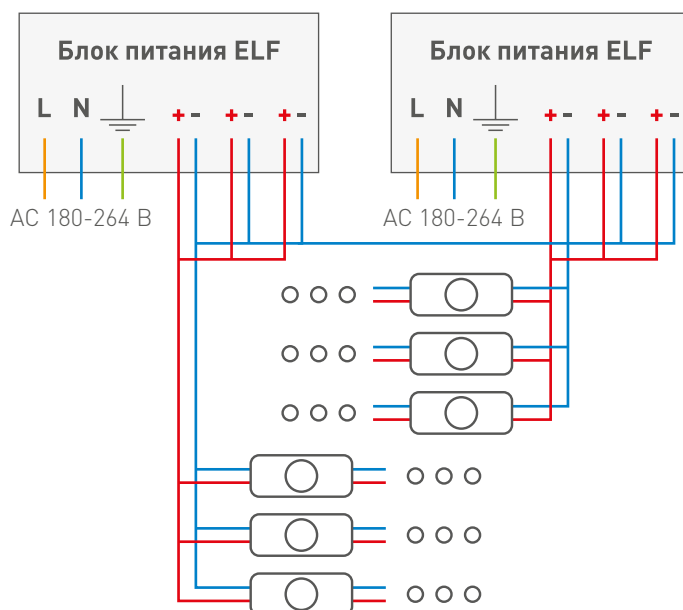 Блок питания ELF
L N + - + - + -
AC 180-264 В
Блок питания ELF
L N + - + - + -
AC 180-264 В